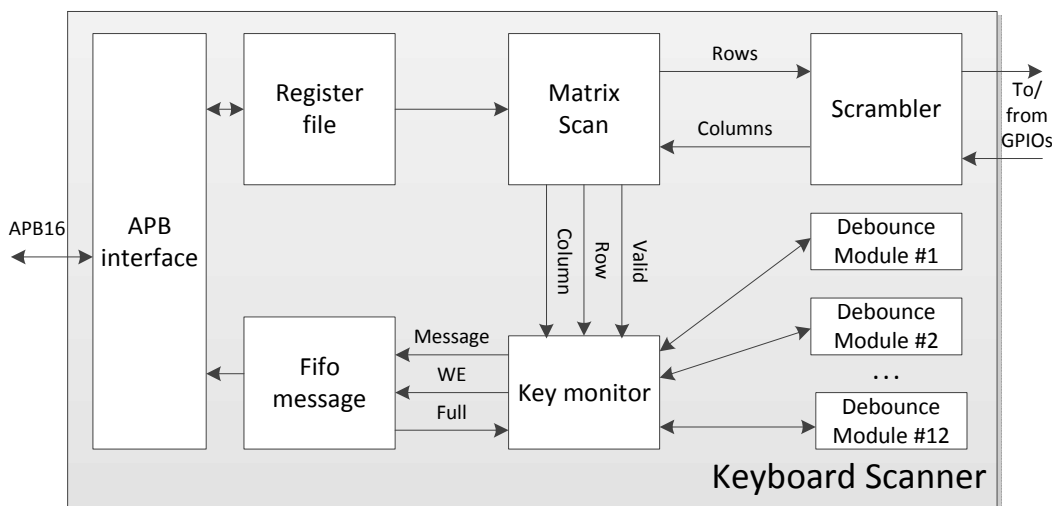 Register
file
Matrix
Scan
Rows
Columns
Scrambler
To/
from
GPIOs
APB16
APB
interface
Column
Row
Valid
Debounce
Module #1
Debounce
Module #2
...
Debounce
Module #12
Fifo
message
Message
WE
Full
Key monitor
Keyboard Scanner